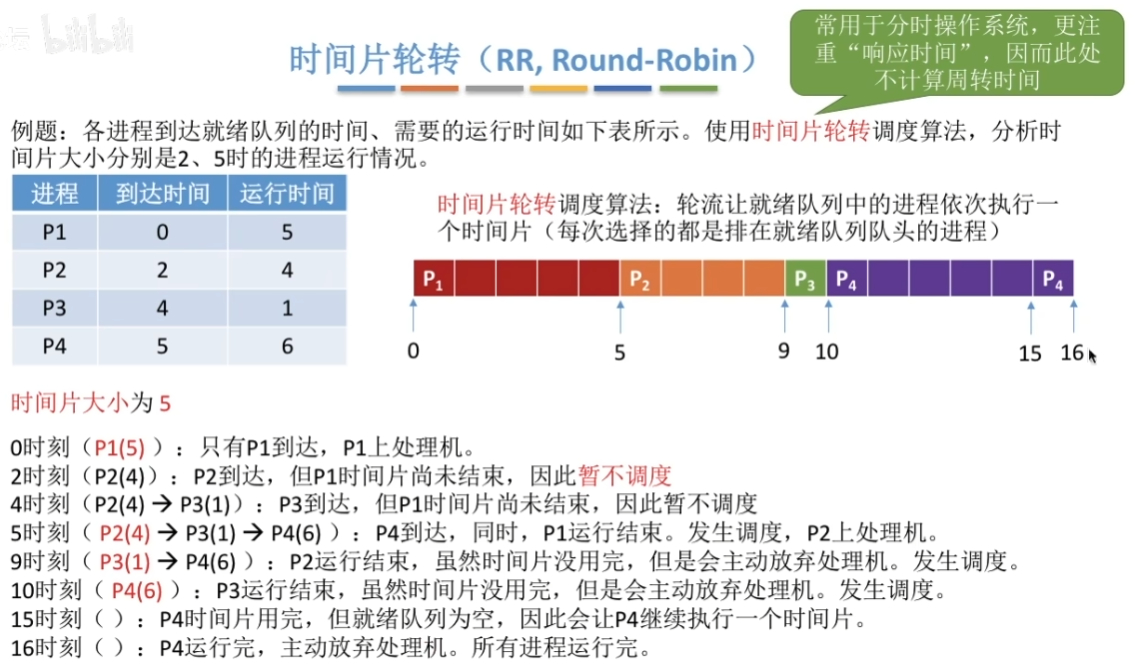 bilibili
时间片轮转（RR, Round-Robin）
常用于分时操作系统，更注
重“响应时间”，因而此处
不计算周转时间
例题：各进程到达就绪队列的时间、需要的运行时间如下表所示。使用时间片轮转调度算法，分析时
间片大小分别是2、5时的进程运行情况。
进程 到达时间 运行时间
P1 0 5
P2 2 4
P3 4 1
P4 5 6
时间片轮转调度算法：轮流让就绪队列中的进程依次执行一
个时间片（每次选择的都是排在就绪队列队头的进程）
P1 P2 P3 P4 P4
0 5 9 10 15 16
时间片大小为 5
0时刻（P1(5)）：只有P1到达，P1上处理机。
2时刻（P2(4)）：P2到达，但P1时间片尚未结束，因此暂不调度
4时刻（P2(4) → P3(1)）：P3到达，但P1时间片尚未结束，因此暂不调度
5时刻（ P2(4) → P3(1) → P4(6) ）：P4到达，同时，P1运行结束。发生调度，P2上处理机。
9时刻（ P3(1) → P4(6) ）：P2运行结束，虽然时间片没用完，但是会主动放弃处理机。发生调度。
10时刻（ P4(6) ）：P3运行结束，虽然时间片没用完，但是会主动放弃处理机。发生调度。
15时刻（ ）：P4时间片用完，但就绪队列为空，因此会让P4继续执行一个时间片。
16时刻（ ）：P4运行完，主动放弃处理机。所有进程运行完。